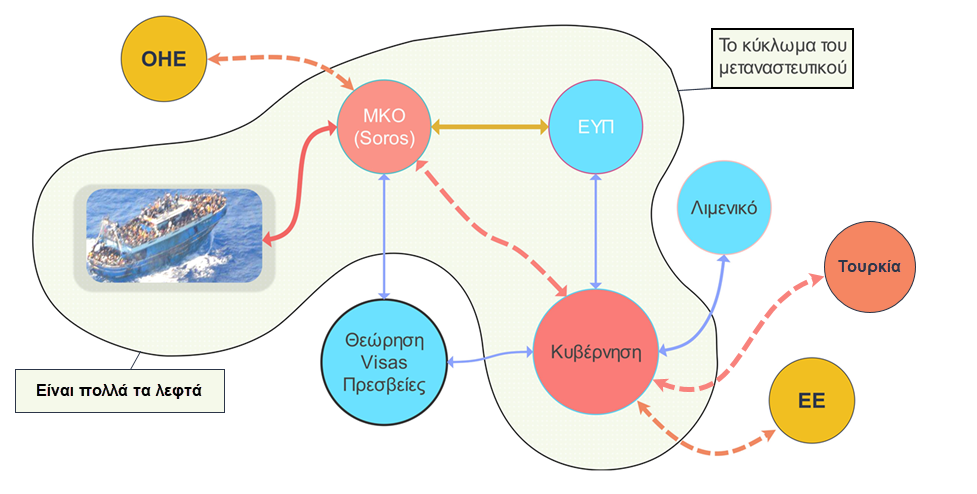 ΟΗΕ
Το κύκλωμα του
μεταναστευτικού
ΜΚΟ
(Soros)
ΕΥΠ
Λιμενικό
Τουρκία
Θεώρηση
Visas
Πρεσβείες
Κυβέρνηση
Είναι πολλά τα λεφτά
ΕΕ